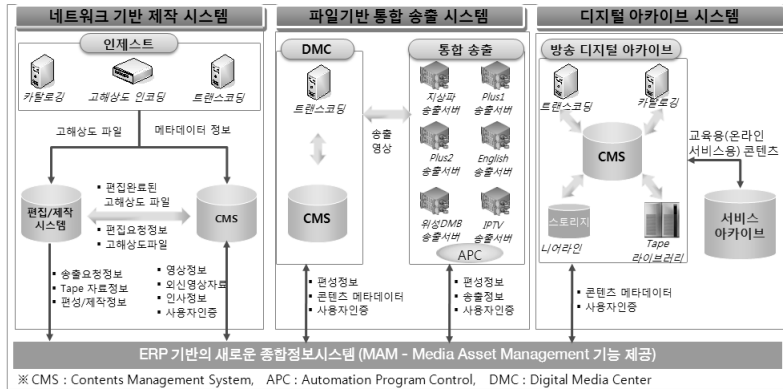 네트워크 기반 제작 시스템
인제스트
카탈로깅
고해상도 인코딩
트랜스코딩
고해상도 파일
메타데이터 정보
편집/제작
시스템
▪ 편집완료된
고해상도 파일
▪ 편집요청정보
▪ 고해상도파일
CMS
▪ 송출요청정보
▪ Tape 자료정보
▪ 편성/제작정보
▪ 영상정보
▪ 외신영상자료
▪ 인사정보
▪ 사용자인증
파일기반 통합 송출 시스템
DMC
트랜스코딩
CMS
송출
영상
통합 송출
지상파
송출서버
Plus1
송출서버
Plus2
송출서버
English
송출서버
위성DMB
송출서버
IPTV
송출서버
APC
▪ 편성정보
▪ 콘텐츠 메타데이터
▪ 사용자인증
▪ 편성정보
▪ 송출정보
▪ 사용자인증
디지털 아카이브 시스템
방송 디지털 아카이브
트랜스코딩
카탈로깅
CMS
스토리지
니어라인
Tape
라이브러리
교육용(온라인
서비스용) 콘텐츠
서비스
아카이브
▪ 콘텐츠 메타데이터
▪ 사용자인증
ERP 기반의 새로운 종합정보시스템 (MAM - Media Asset Management 기능 제공)
※ CMS : Contents Management System, APC : Automation Program Control, DMC : Digital Media Center